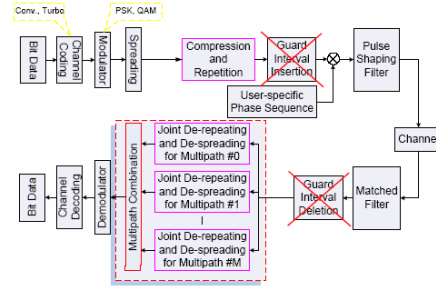 Conv., Turbo
PSK, QAM
Bit Data
Channel
Coding
Modulator
Spreading
Compression
and
Repetition
Guard
Interval
Insertion
Pulse
Shaping
Filter
User-specific
Phase Sequence
Channel
Bit Data
Channel
Decoding
Demodulator
Multipath Combination
Joint De-repeating
and De-spreading
for Multipath #0
Joint De-repeating
and De-spreading
for Multipath #1
Joint De-repeating
and De-spreading
for Multipath #M
Guard
Interval
Deletion
Matched
Filter